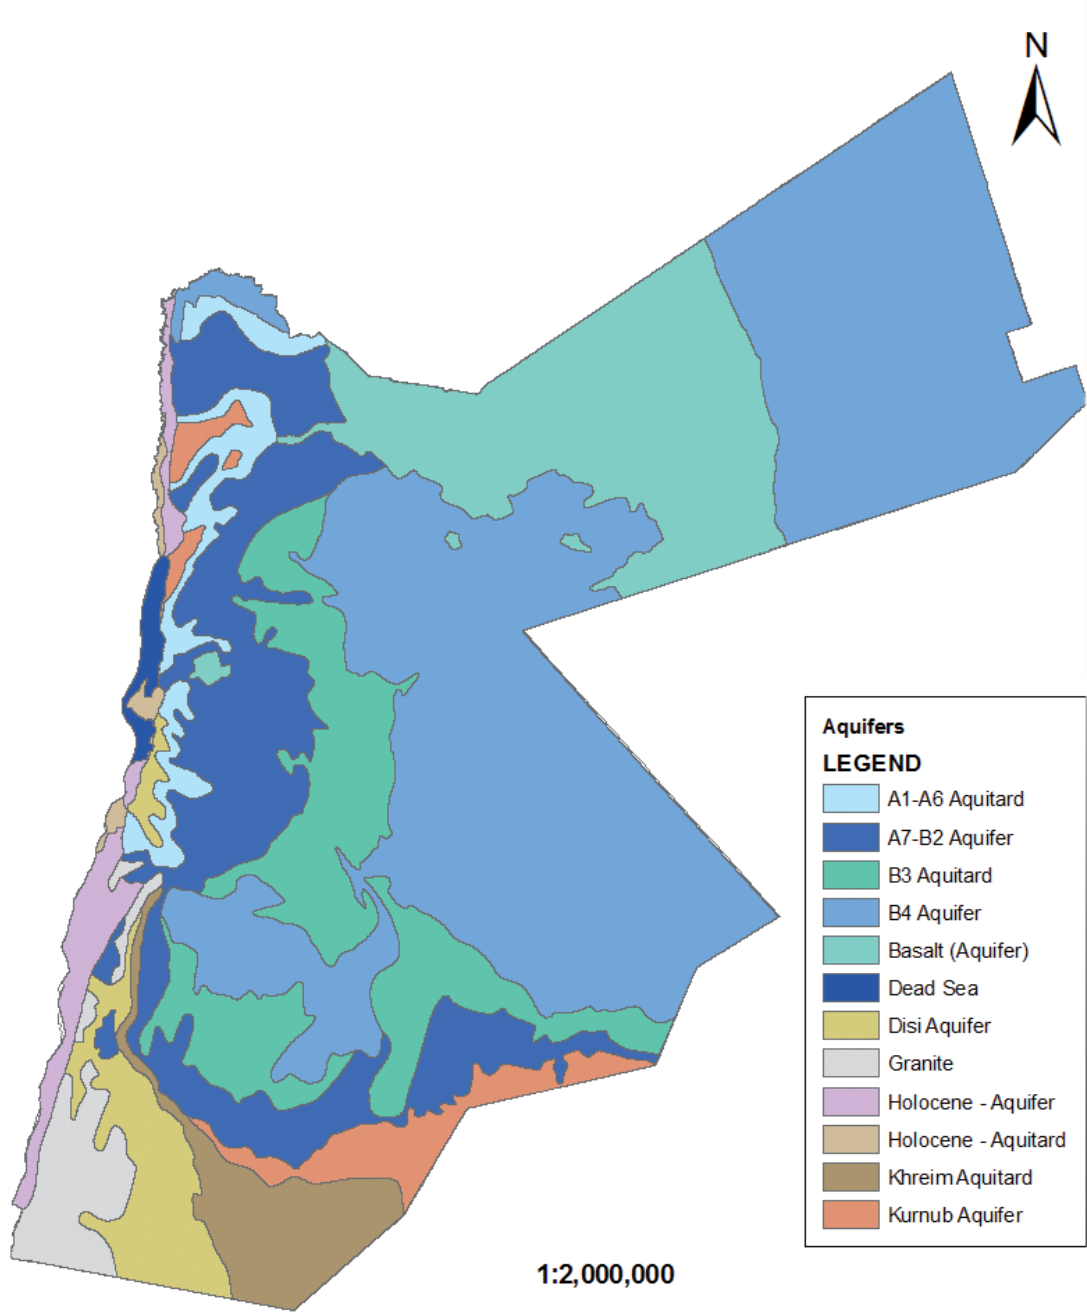 N
Aquifers
LEGEND
A1-A6 Aquitard
A7-B2 Aquifer
B3 Aquitard
B4 Aquifer
Basalt (Aquifer)
Dead Sea
Disi Aquifer
Granite
Holocene - Aquifer
Holocene - Aquitard
Khreim Aquitard
Kurnub Aquifer
1:2,000,000